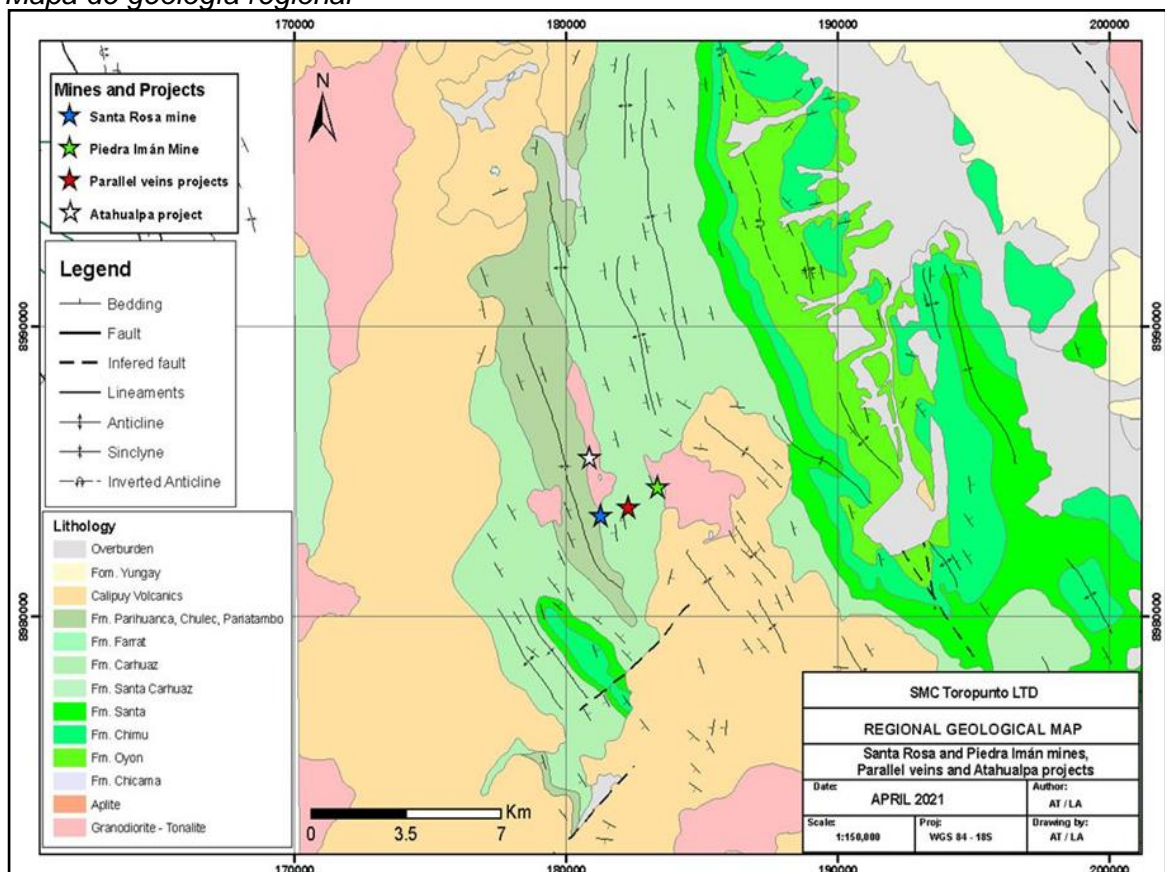 Mapa de geología regional
170000
180000
190000
200000
Mines and Projects
Santa Rosa mine
Piedra Imán Mine
Parallel veins projects
Atahualpa project
N
Legend
Bedding
Fault
Infered fault
Lineaments
Anticline
Sinclyne
Inverted Anticline
Lithology
Overburden
Fom. Yungay
Calipuy Volcanics
Fm. Parihuanca, Chulec, Pariatambo
Fm. Farrat
Fm. Carhuaz
Fm. Santa Carhuaz
Fm. Santa
Fm. Chimu
Fm. Oyon
Fm. Chicama
Aplite
Granodiorite - Tonalite
8990000
8990000
8980000
8980000
Km
0 3.5 7
SMC Toropunto LTD
REGIONAL GEOLOGICAL MAP
Santa Rosa and Piedra Imán mines,
Parallel veins and Atahualpa projects
Date: APRIL 2021
Author: AT / LA
Scale: 1:150,000
Proj: WGS 84 - 18S
Drawing by: AT / LA
170000
180000
190000
200000